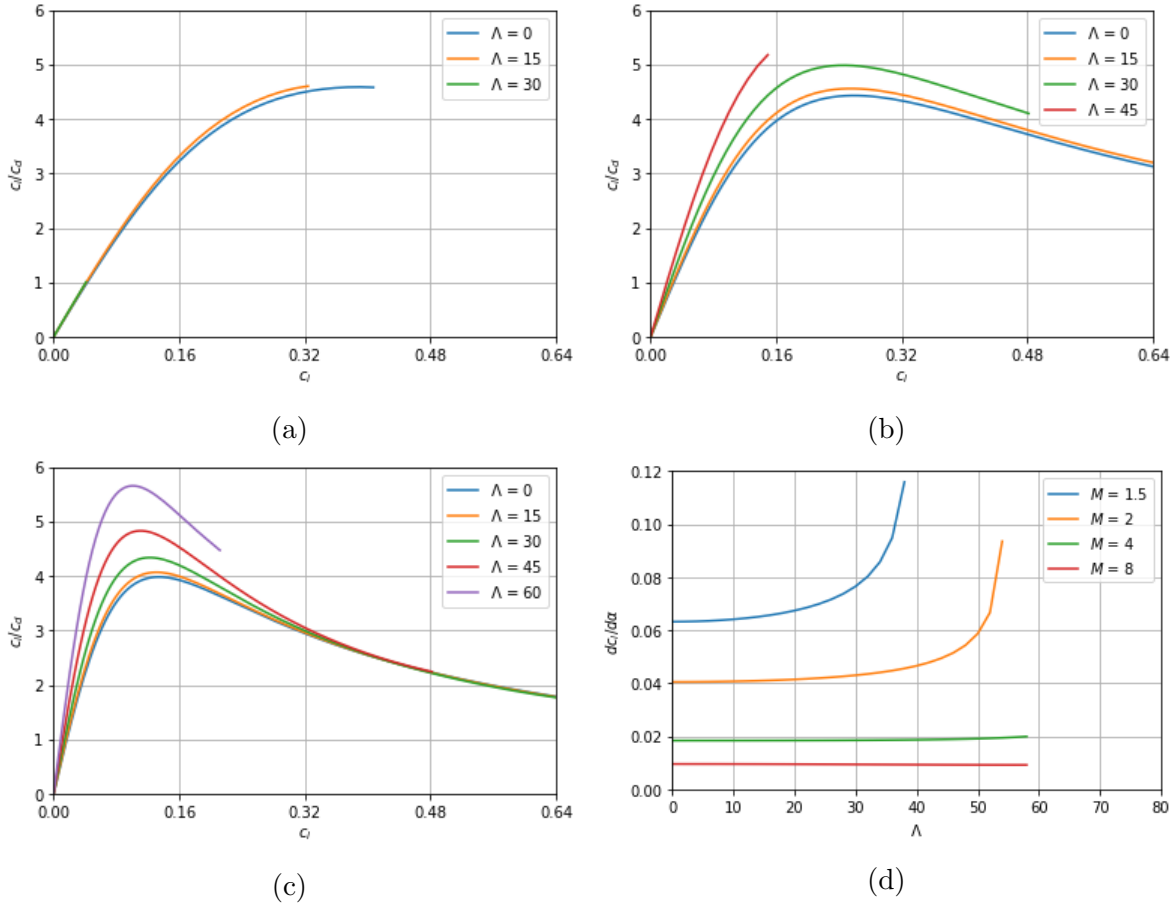 6
5
4
3
2
1
0
0.00 0.16 0.32 0.48 0.64
c_l/c_d
c_l
Λ = 0
Λ = 15
Λ = 30
(a)
6
5
4
3
2
1
0
0.00 0.16 0.32 0.48 0.64
c_l/c_d
c_l
Λ = 0
Λ = 15
Λ = 30
Λ = 45
(b)
6
5
4
3
2
1
0
0.00 0.16 0.32 0.48 0.64
c_l/c_d
c_l
Λ = 0
Λ = 15
Λ = 30
Λ = 45
Λ = 60
(c)
0.12
0.10
0.08
0.06
0.04
0.02
0.00
0 10 20 30 40 50 60 70 80
dc_l/dα
Λ
M = 1.5
M = 2
M = 4
M = 8
(d)